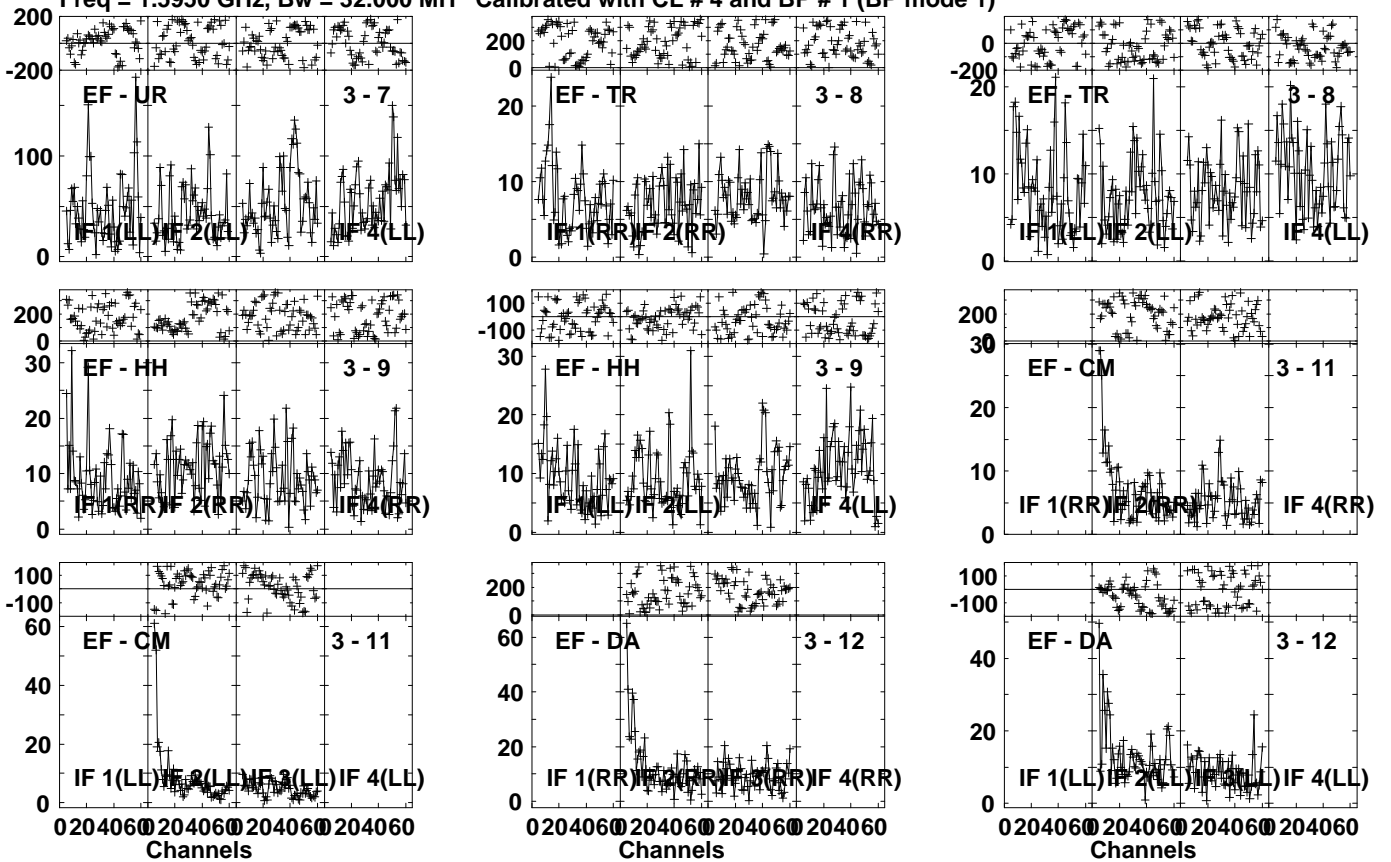 Freq = 1.5950 GHz, Bw = 32.000 MH Calibrated with CL # 4 and BP # 1 (BP mode 1)
200
-200
EF - UR 3 - 7
100
0
IF 1(LL) IF 2(LL) IF 4(LL)
200
0
EF - TR 3 - 8
20
10
0
IF 1(RR) IF 2(RR) IF 4(RR)
0
-200
20
EF - TR 3 - 8
10
0
IF 1(LL) IF 2(LL) IF 4(LL)
200
0
30
EF - HH 3 - 9
20
10
0
IF 1(RR) IF 2(RR) IF 4(RR)
100
-100
30
EF - HH 3 - 9
20
10
0
IF 1(LL) IF 2(LL) IF 4(LL)
200
0
30
EF - CM 3 - 11
20
10
0
IF 1(RR) IF 2(RR) IF 4(RR)
100
-100
60
EF - CM 3 - 11
40
20
0
IF 1(LL) IF 2(LL) IF 3(LL) IF 4(LL)
0 20 40 60 0 20 40 60 0 20 40 60 0 20 40 60
Channels
200
0
60
EF - DA 3 - 12
40
20
0
IF 1(RR) IF 2(RR) IF 3(RR) IF 4(RR)
0 20 40 60 0 20 40 60 0 20 40 60 0 20 40 60
Channels
100
-100
EF - DA 3 - 12
40
20
0
IF 1(LL) IF 2(LL) IF 3(LL) IF 4(LL)
0 20 40 60 0 20 40 60 0 20 40 60 0 20 40 60
Channels